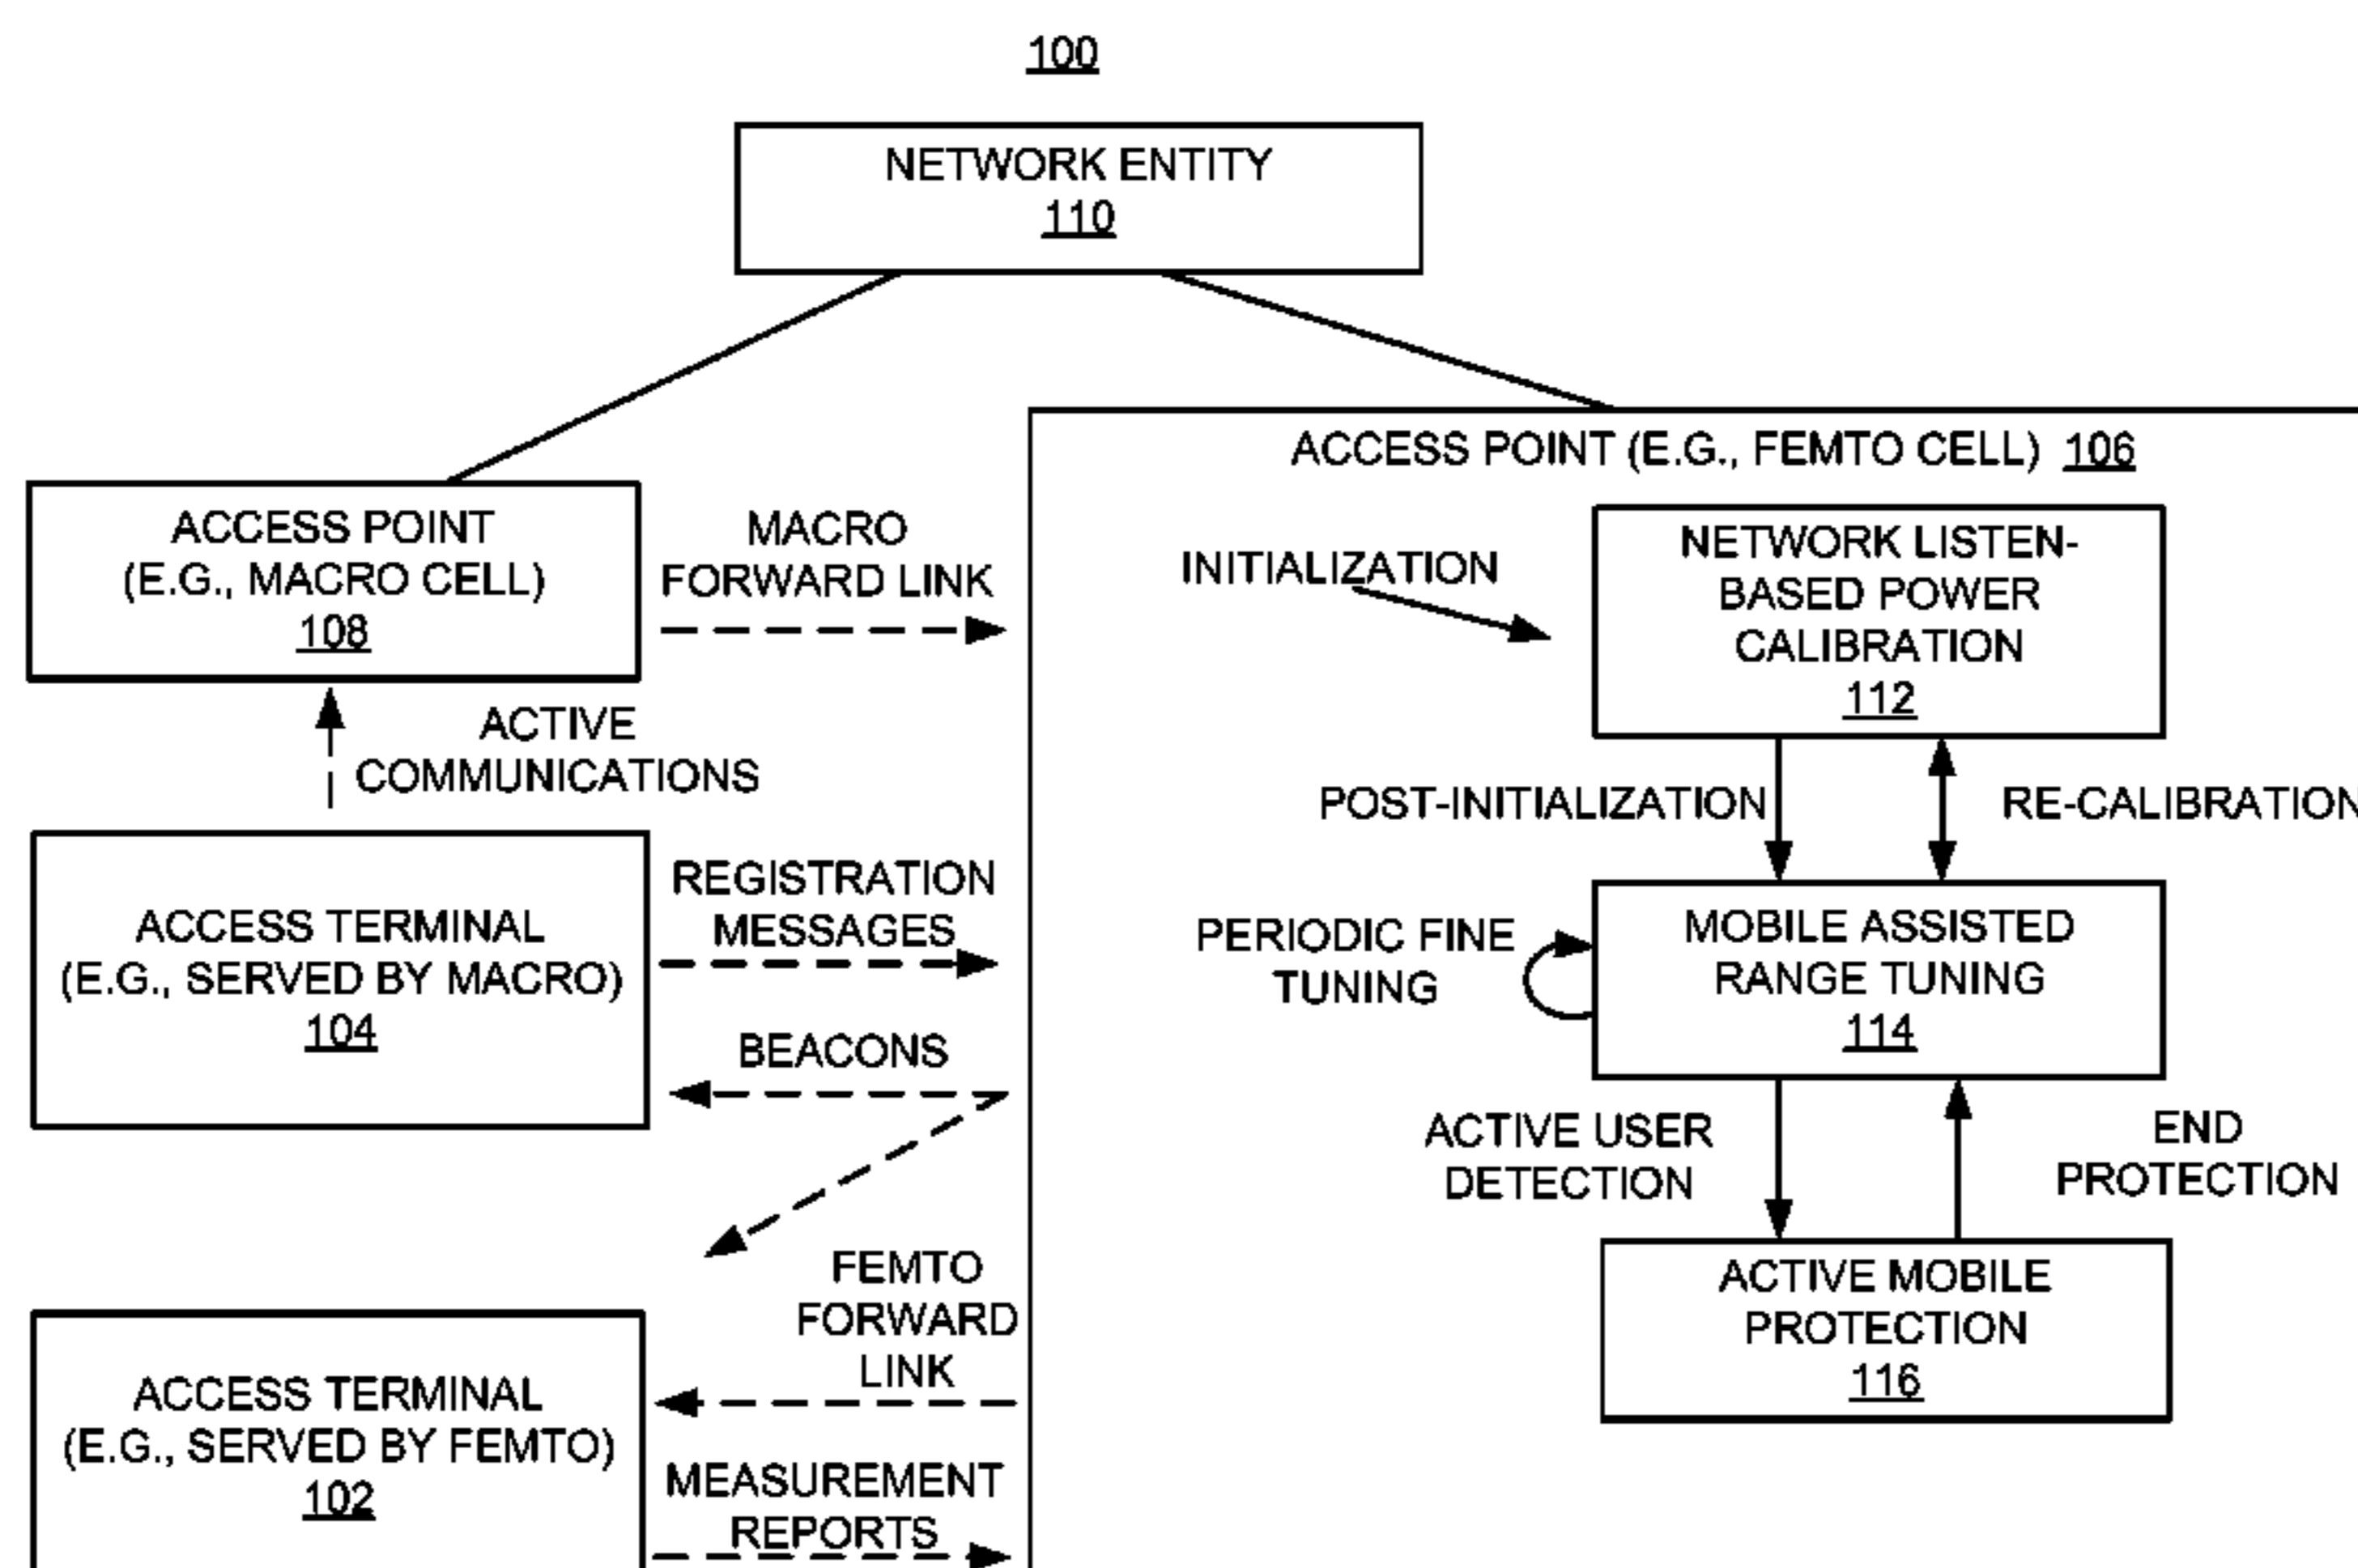 100
NETWORK ENTITY
110
ACCESS POINT (E.G., FEMTO CELL) 106
ACCESS POINT
(E.G., MACRO CELL)
108
MACRO
FORWARD LINK
INITIALIZATION
NETWORK LISTEN-
BASED POWER
CALIBRATION
112
ACTIVE
COMMUNICATIONS
POST-INITIALIZATION
RE-CALIBRATION
ACCESS TERMINAL
(E.G., SERVED BY MACRO)
104
REGISTRATION
MESSAGES
PERIODIC FINE
TUNING
MOBILE ASSISTED
RANGE TUNING
114
BEACONS
ACTIVE USER
DETECTION
END
PROTECTION
FEMTO
FORWARD
LINK
ACTIVE MOBILE
PROTECTION
116
ACCESS TERMINAL
(E.G., SERVED BY FEMTO)
102
MEASUREMENT
REPORTS